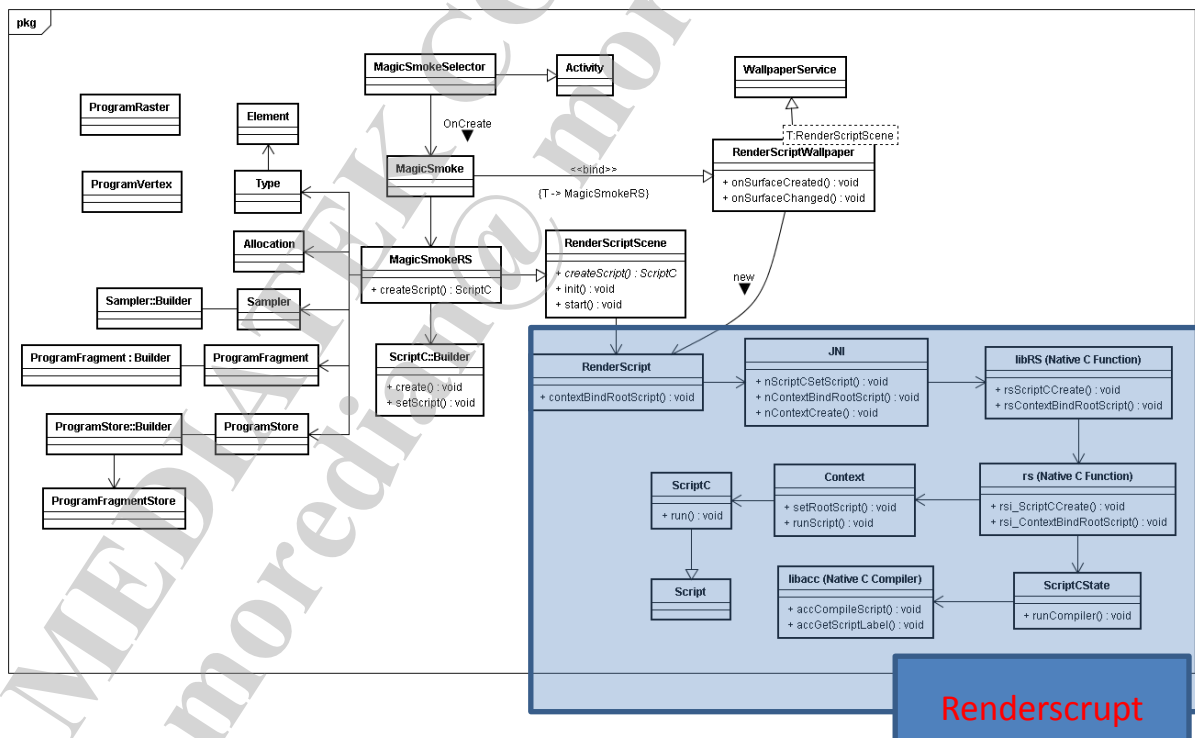 pkg
MagicSmokeSelector
Activity
WallpaperService
ProgramRaster
Element
OnCreate
T:RenderScriptScene
RenderScriptWallpaper
+ onSurfaceCreated() : void
+ onSurfaceChanged() : void
MagicSmoke
<<bind>>
{T -> MagicSmokeRS}
ProgramVertex
Type
Allocation
MagicSmokeRS
+ createScript() : ScriptC
RenderScriptScene
+ createScript() : ScriptC
+ init() : void
+ start() : void
new
Sampler::Builder
Sampler
ProgramFragment : Builder
ProgramFragment
ScriptC::Builder
+ create() : void
+ setScript() : void
RenderScript
+ contextBindRootScript() : void
JNI
+ nScriptCSetScript() : void
+ nContextBindRootScript() : void
+ nContextCreate() : void
libRS (Native C Function)
+ rsScriptCCreate() : void
+ rsContextBindRootScript() : void
ProgramStore::Builder
ProgramStore
ProgramFragmentStore
ScriptC
+ run() : void
Context
+ setRootScript() : void
+ runScript() : void
rs (Native C Function)
+ rsi_ScriptCCreate() : void
+ rsi_ContextBindRootScript() : void
Script
libacc (Native C Compiler)
+ accCompileScript() : void
+ accGetScriptLabel() : void
ScriptCState
+ runCompiler() : void
Renderscrupt
MEDIATEK CO
moredian@ mor